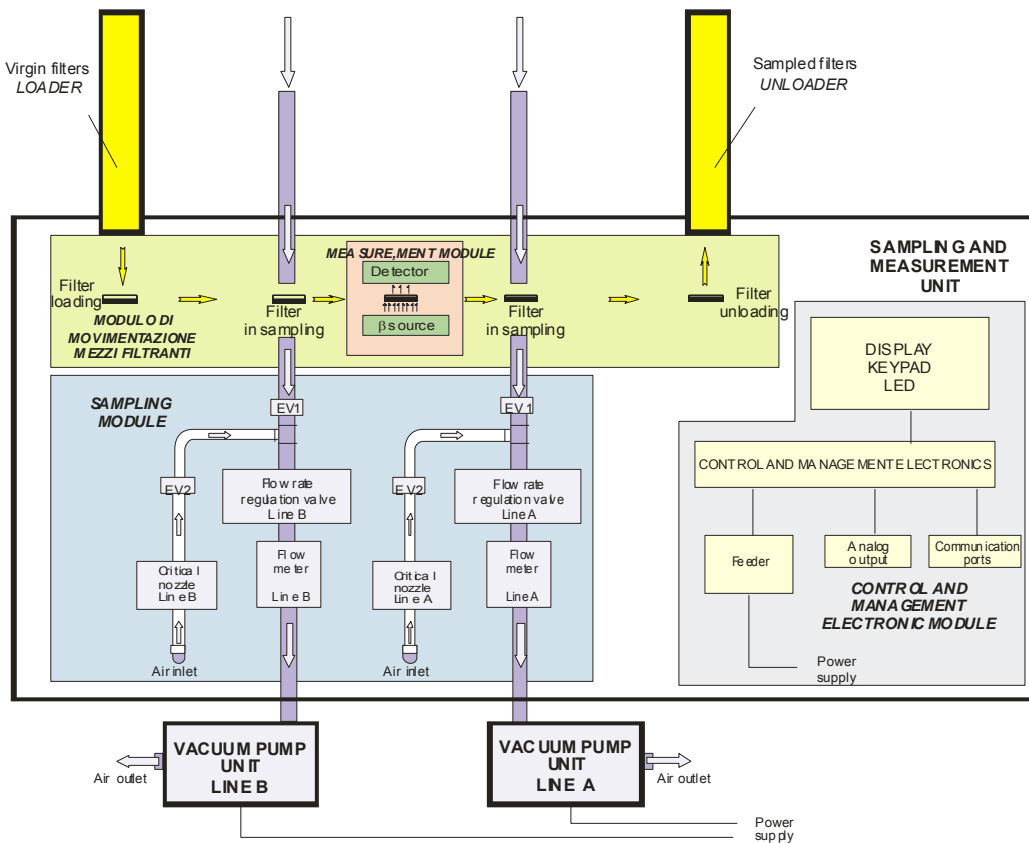 Virgin filters
LOADER
Sampled filters
UNLOADER
SAMPLING AND
MEASUREMENT
UNIT
MEASURE,MENT MODULE
Detector
β source
Filter
loading
MODULO DI
MOVIMENTAZIONE
MEZZI FILTRANTI
Filter
in sampling
Filter
in sampling
Filter
unloading
SAMPLING
MODULE
EV1
EV2
Flow rate
regulation valve
Line B
Critical
nozzle
Line B
Flow
meter
Line B
Air inlet
EV1
EV2
Flow rate
regulation valve
Line A
Critical
nozzle
Line A
Flow
meter
Line A
Air inlet
DISPLAY
KEYPAD
LED
CONTROL AND MANAGEMENT ELECTRONICS
Feeder
Analog
output
Communication
ports
CONTROL AND
MANAGEMENT
ELECTRONIC MODULE
Power
supply
VACUUM PUMP
UNIT
LINE B
Air outlet
VACUUM PUMP
UNIT
LINE A
Air outlet
Power
supply